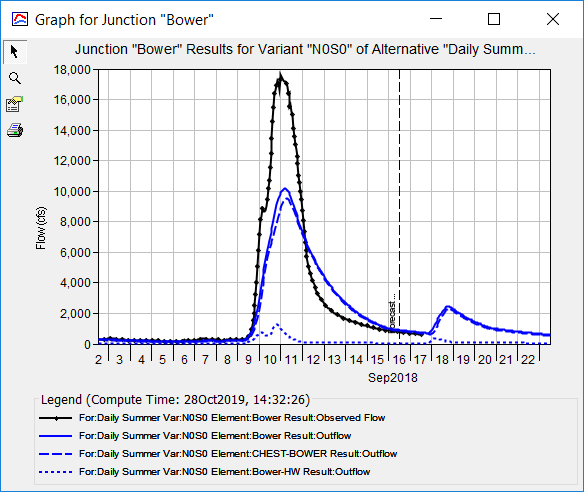 Graph for Junction "Bower"
Junction "Bower" Results for Variant "N0S0" of Alternative "Daily Summ...
18,000
16,000
14,000
12,000
10,000
8,000
6,000
4,000
2,000
0
Flow (cfs)
2 3 4 5 6 7 8 9 10 11 12 13 14 15 16 17 18 19 20 21 22
Sep2018
Legend (Compute Time: 28Oct2019, 14:32:26)
For:Daily Summer Var:N0S0 Element:Bower Result:Observed Flow
For:Daily Summer Var:N0S0 Element:Bower Result:Outflow
For:Daily Summer Var:N0S0 Element:CHEST-BOWER Result:Outflow
For:Daily Summer Var:N0S0 Element:Bower-HW Result:Outflow